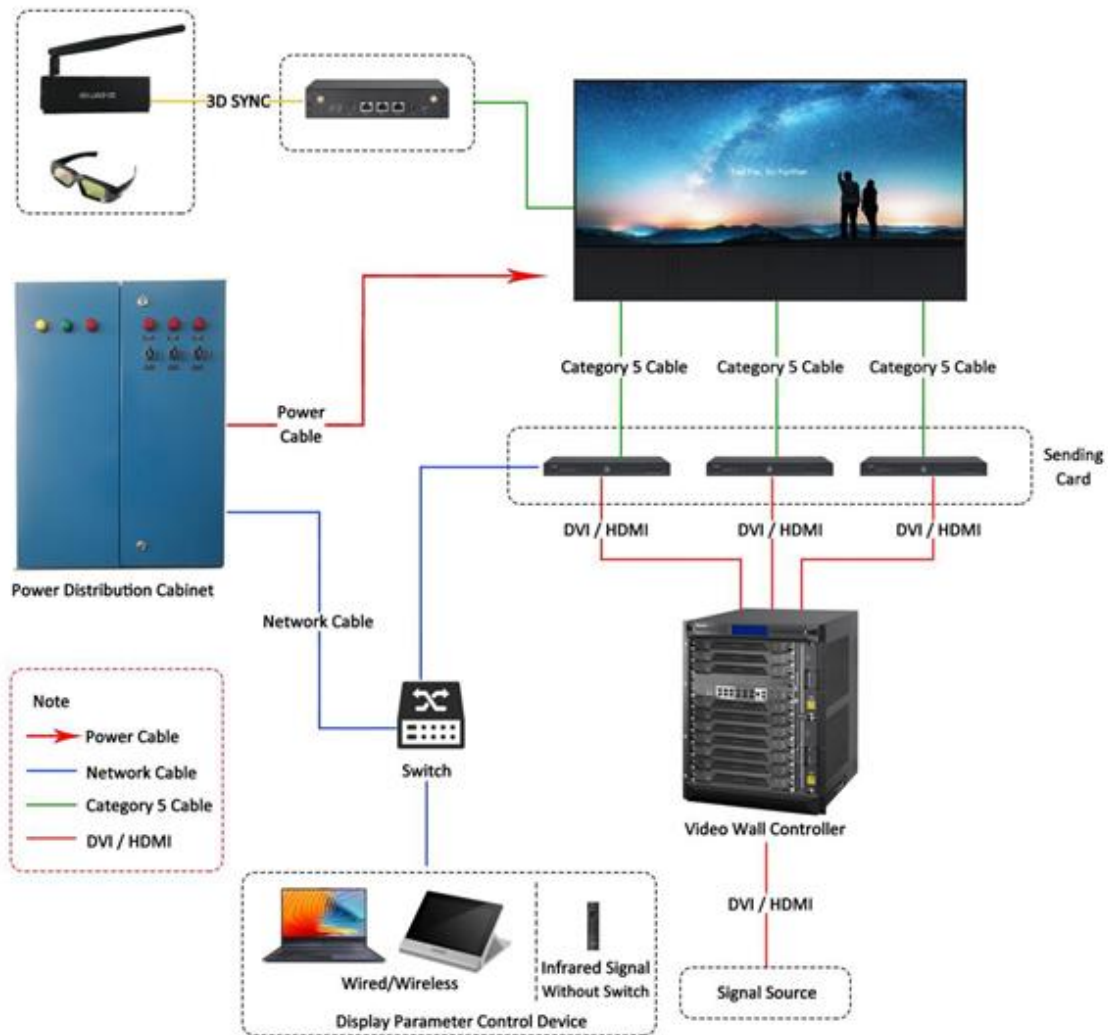 3D SYNC
Category 5 Cable
Category 5 Cable
Category 5 Cable
Power
Cable
Sending
Card
DVI / HDMI
DVI / HDMI
DVI / HDMI
Power Distribution Cabinet
Network Cable
Note
Power Cable
Network Cable
Category 5 Cable
DVI / HDMI
Switch
Video Wall Controller
DVI / HDMI
Wired/Wireless
Infrared Signal
Without Switch
Display Parameter Control Device
Signal Source